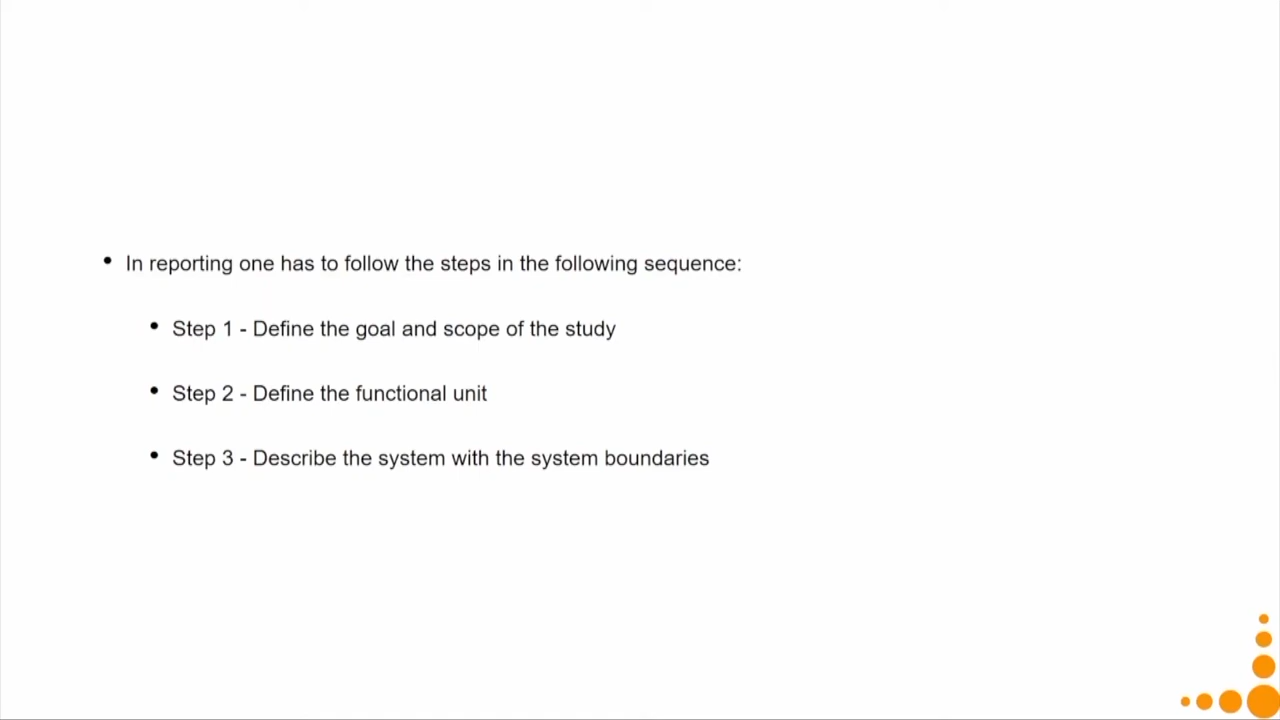 • In reporting one has to follow the steps in the following sequence:
• Step 1 - Define the goal and scope of the study
• Step 2 - Define the functional unit
• Step 3 - Describe the system with the system boundaries